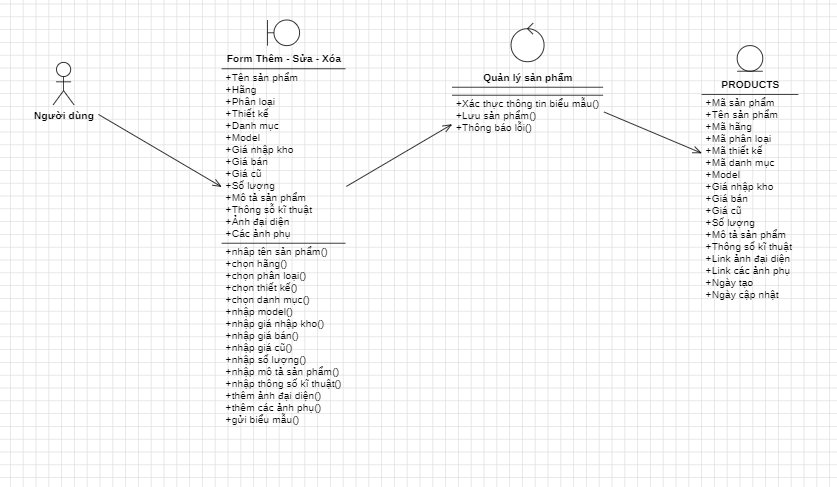 Người dùng
Form Thêm - Sửa - Xóa
+Tên sản phẩm
+Hãng
+Phân loại
+Thiết kế
+Danh mục
+Model
+Giá nhập kho
+Giá bán
+Giá cũ
+Số lượng
+Mô tả sản phẩm
+Thông số kĩ thuật
+Ảnh đại diện
+Các ảnh phụ
+nhập tên sản phẩm()
+chọn hãng()
+chọn phân loại()
+chọn thiết kế()
+chọn danh mục()
+nhập model()
+nhập giá nhập kho()
+nhập giá bán()
+nhập giá cũ()
+nhập số lượng()
+nhập mô tả sản phẩm()
+nhập thông số kĩ thuật()
+thêm ảnh đại diện()
+thêm các ảnh phụ()
+gửi biểu mẫu()
Quản lý sản phẩm
+Xác thực thông tin biểu mẫu()
+Lưu sản phẩm()
+Thông báo lỗi()
PRODUCTS
+Mã sản phẩm
+Tên sản phẩm
+Mã hãng
+Mã phân loại
+Mã thiết kế
+Mã danh mục
+Model
+Giá nhập kho
+Giá bán
+Giá cũ
+Số lượng
+Mô tả sản phẩm
+Thông số kĩ thuật
+Link ảnh đại diện
+Link các ảnh phụ
+Ngày tạo
+Ngày cập nhật